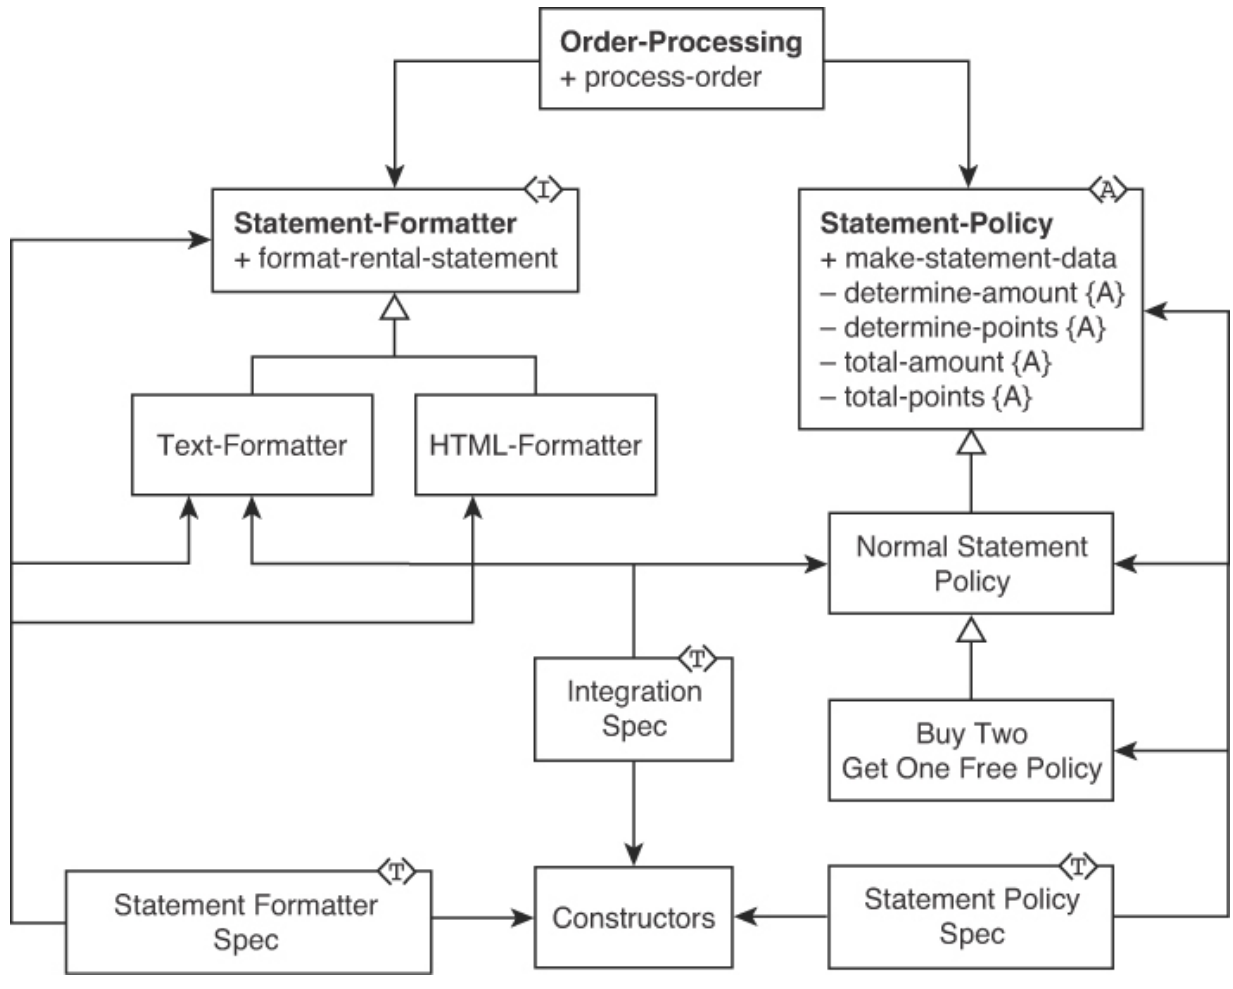 Order-Processing
+ process-order
<I>
Statement-Formatter
+ format-rental-statement
<A>
Statement-Policy
+ make-statement-data
– determine-amount {A}
– determine-points {A}
– total-amount {A}
– total-points {A}
Text-Formatter
HTML-Formatter
Normal Statement
Policy
<T>
Integration
Spec
Buy Two
Get One Free Policy
<T>
Statement Formatter
Spec
Constructors
<T>
Statement Policy
Spec